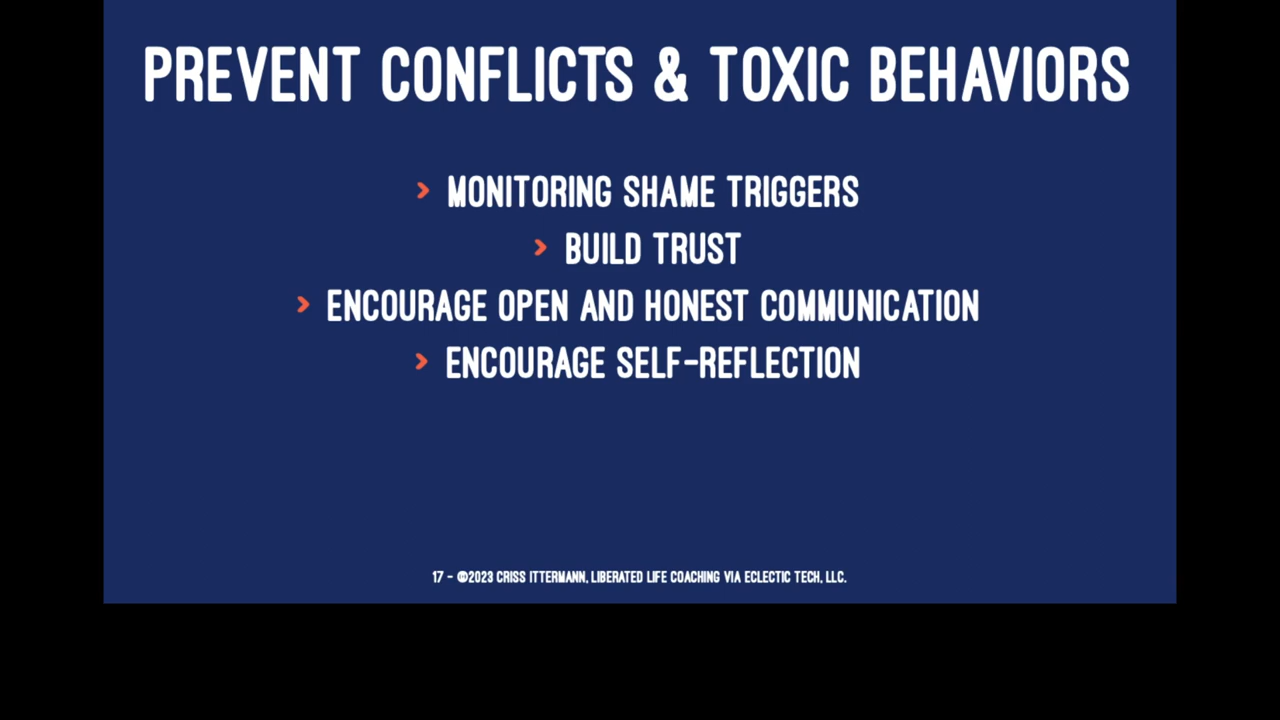 PREVENT CONFLICTS & TOXIC BEHAVIORS
› MONITORING SHAME TRIGGERS
› BUILD TRUST
› ENCOURAGE OPEN AND HONEST COMMUNICATION
› ENCOURAGE SELF-REFLECTION
17 - ©2023 CRISS ITTERMANN, LIBERATED LIFE COACHING VIA ECLECTIC TECH, LLC.